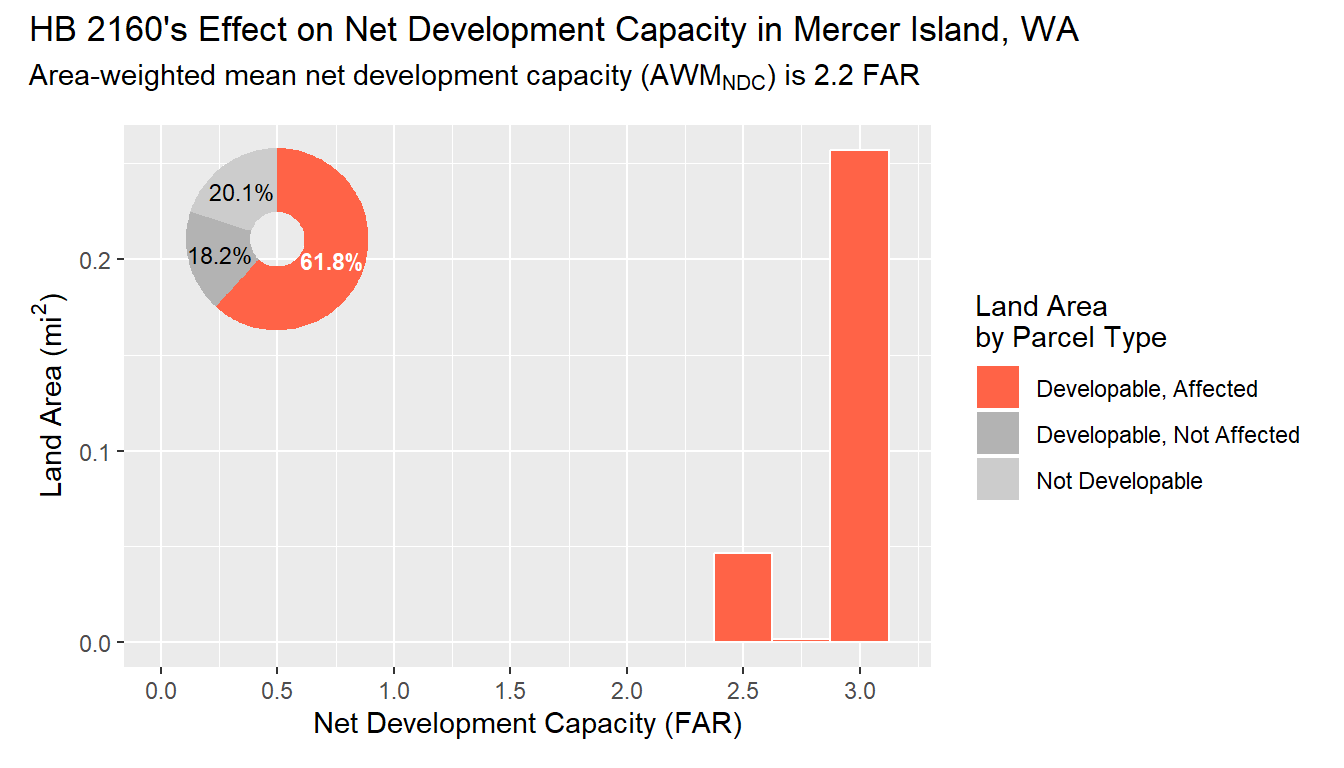 HB 2160's Effect on Net Development Capacity in Mercer Island, WA
Area-weighted mean net development capacity (AWM_NDC) is 2.2 FAR
20.1%
18.2%
61.8%
0.2
0.1
0.0
Land Area (mi²)
0.0 0.5 1.0 1.5 2.0 2.5 3.0
Net Development Capacity (FAR)
Land Area
by Parcel Type
Developable, Affected
Developable, Not Affected
Not Developable